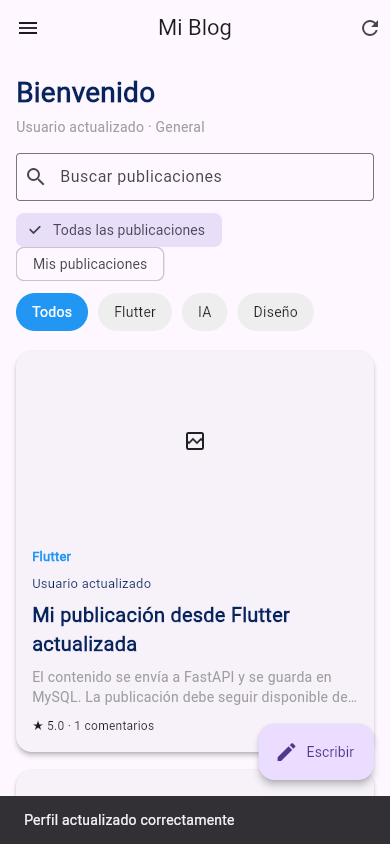 Mi Blog
Bienvenido
Usuario actualizado · General
Buscar publicaciones
Todas las publicaciones
Mis publicaciones
Todos
Flutter
IA
Diseño
Flutter
Usuario actualizado
Mi publicación desde Flutter
actualizada
El contenido se envía a FastAPI y se guarda en
MySQL. La publicación debe seguir disponible de…
★ 5.0 · 1 comentarios
Escribir
Perfil actualizado correctamente